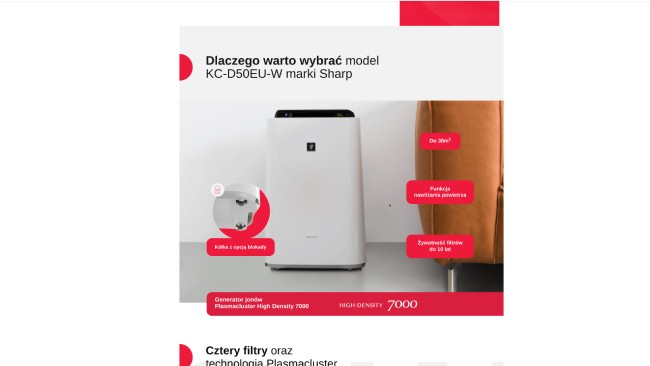 Dlaczego warto wybrać model
KC-D50EU-W marki Sharp
Do 38m²
Funkcja
nawilżania powietrza
Kółka z opcją blokady
Żywotność filtrów
do 10 lat
Generator jonów
Plasmacluster High Density 7000
HIGH-DENSITY 7000
Cztery filtry oraz
technologia Plasmacluster